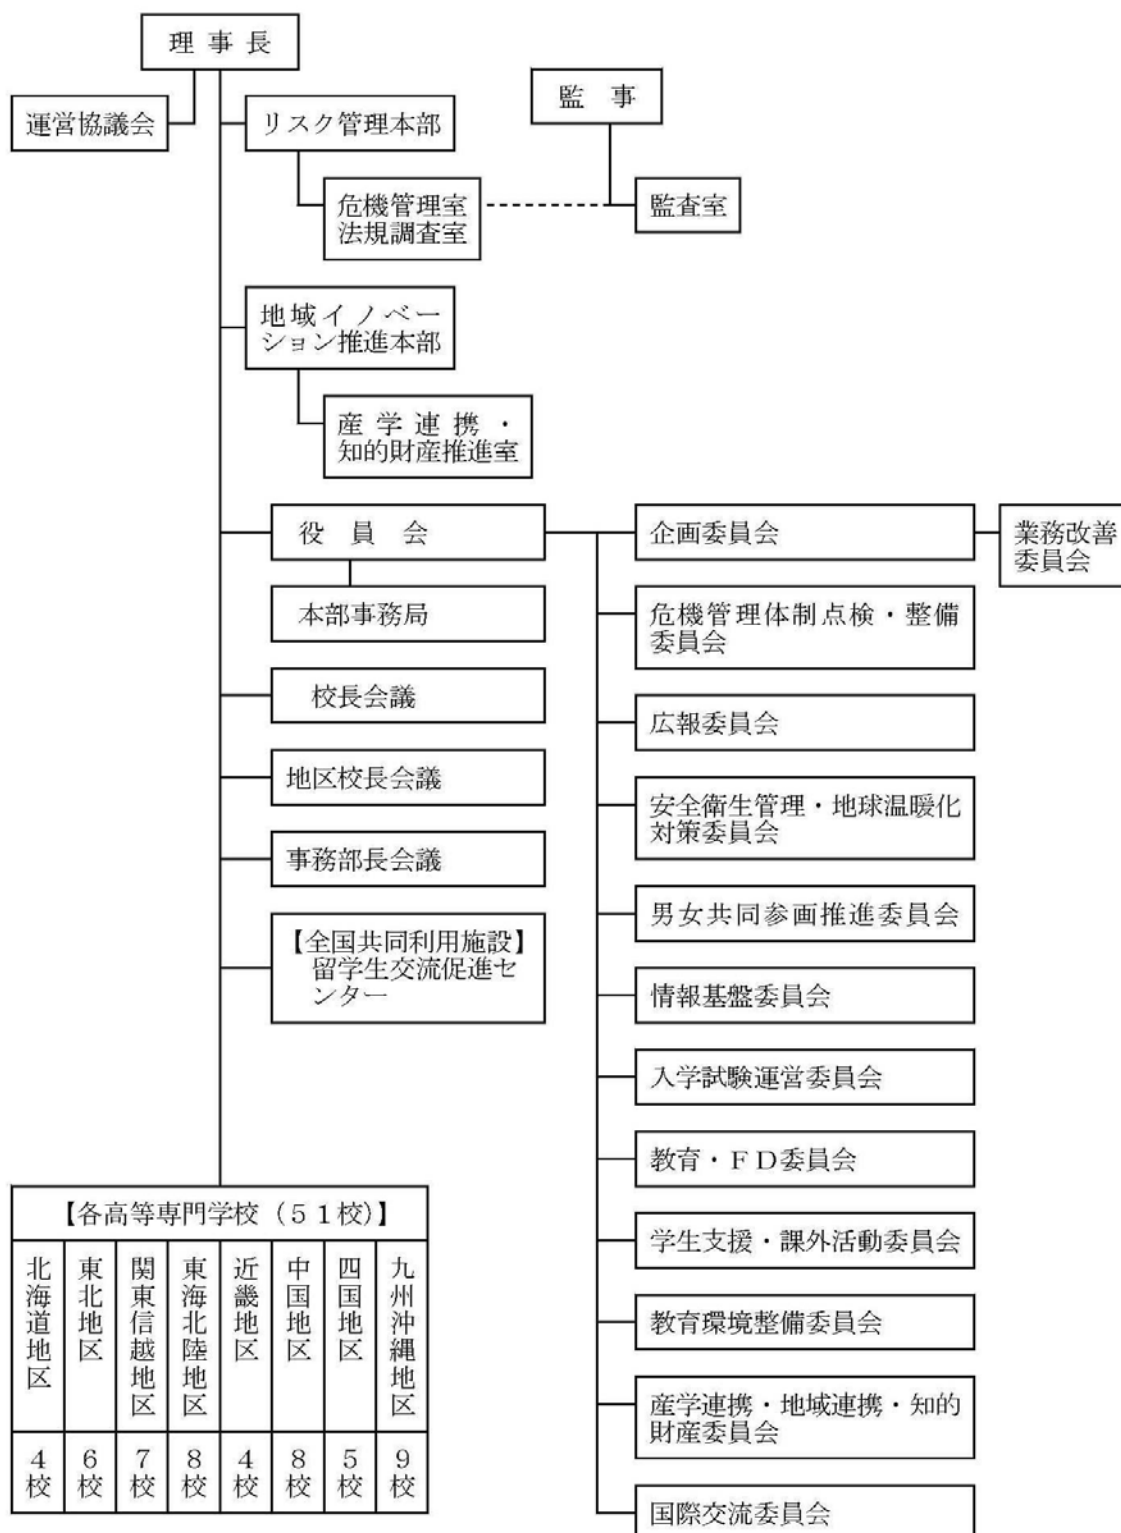 理事長
運営協議会
リスク管理本部
監 事
危機管理室
法規調査室
監査室
地域イノベー
ション推進本部
産学連携・
知的財産推進室
役 員 会
企画委員会
業務改善
委員会
本部事務局
危機管理体制点検・整備
委員会
校長会議
広報委員会
地区校長会議
安全衛生管理・地球温暖化
対策委員会
事務部長会議
男女共同参画推進委員会
【全国共同利用施設】
留学生交流促進セ
ンター
情報基盤委員会
入学試験運営委員会
教育・ＦＤ委員会
学生支援・課外活動委員会
教育環境整備委員会
産学連携・地域連携・知的
財産委員会
国際交流委員会
【各高等専門学校（５１校）】
北海道地区
東北地区
関東信越地区
東海北陸地区
近畿地区
中国地区
四国地区
九州沖縄地区
４校
６校
７校
８校
４校
８校
５校
９校